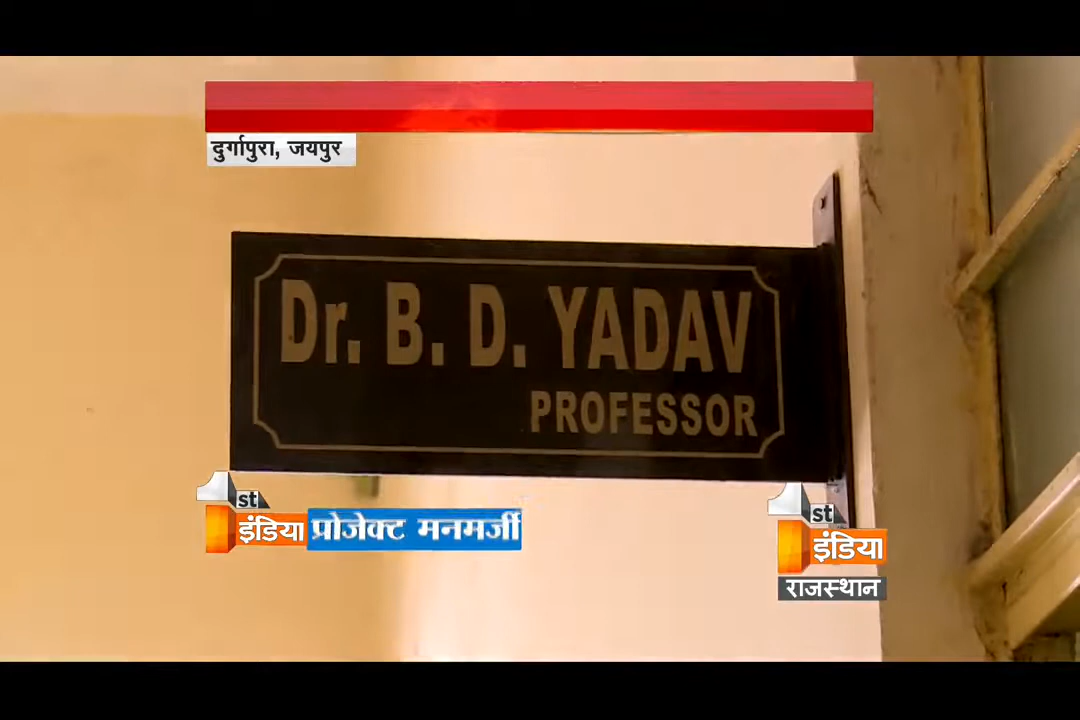 दुर्गापुरा, जयपुर
Dr. B. D. YADAV
PROFESSOR
1st
इंडिया प्रोजेक्ट मनमर्जी
1st
इंडिया
राजस्थान